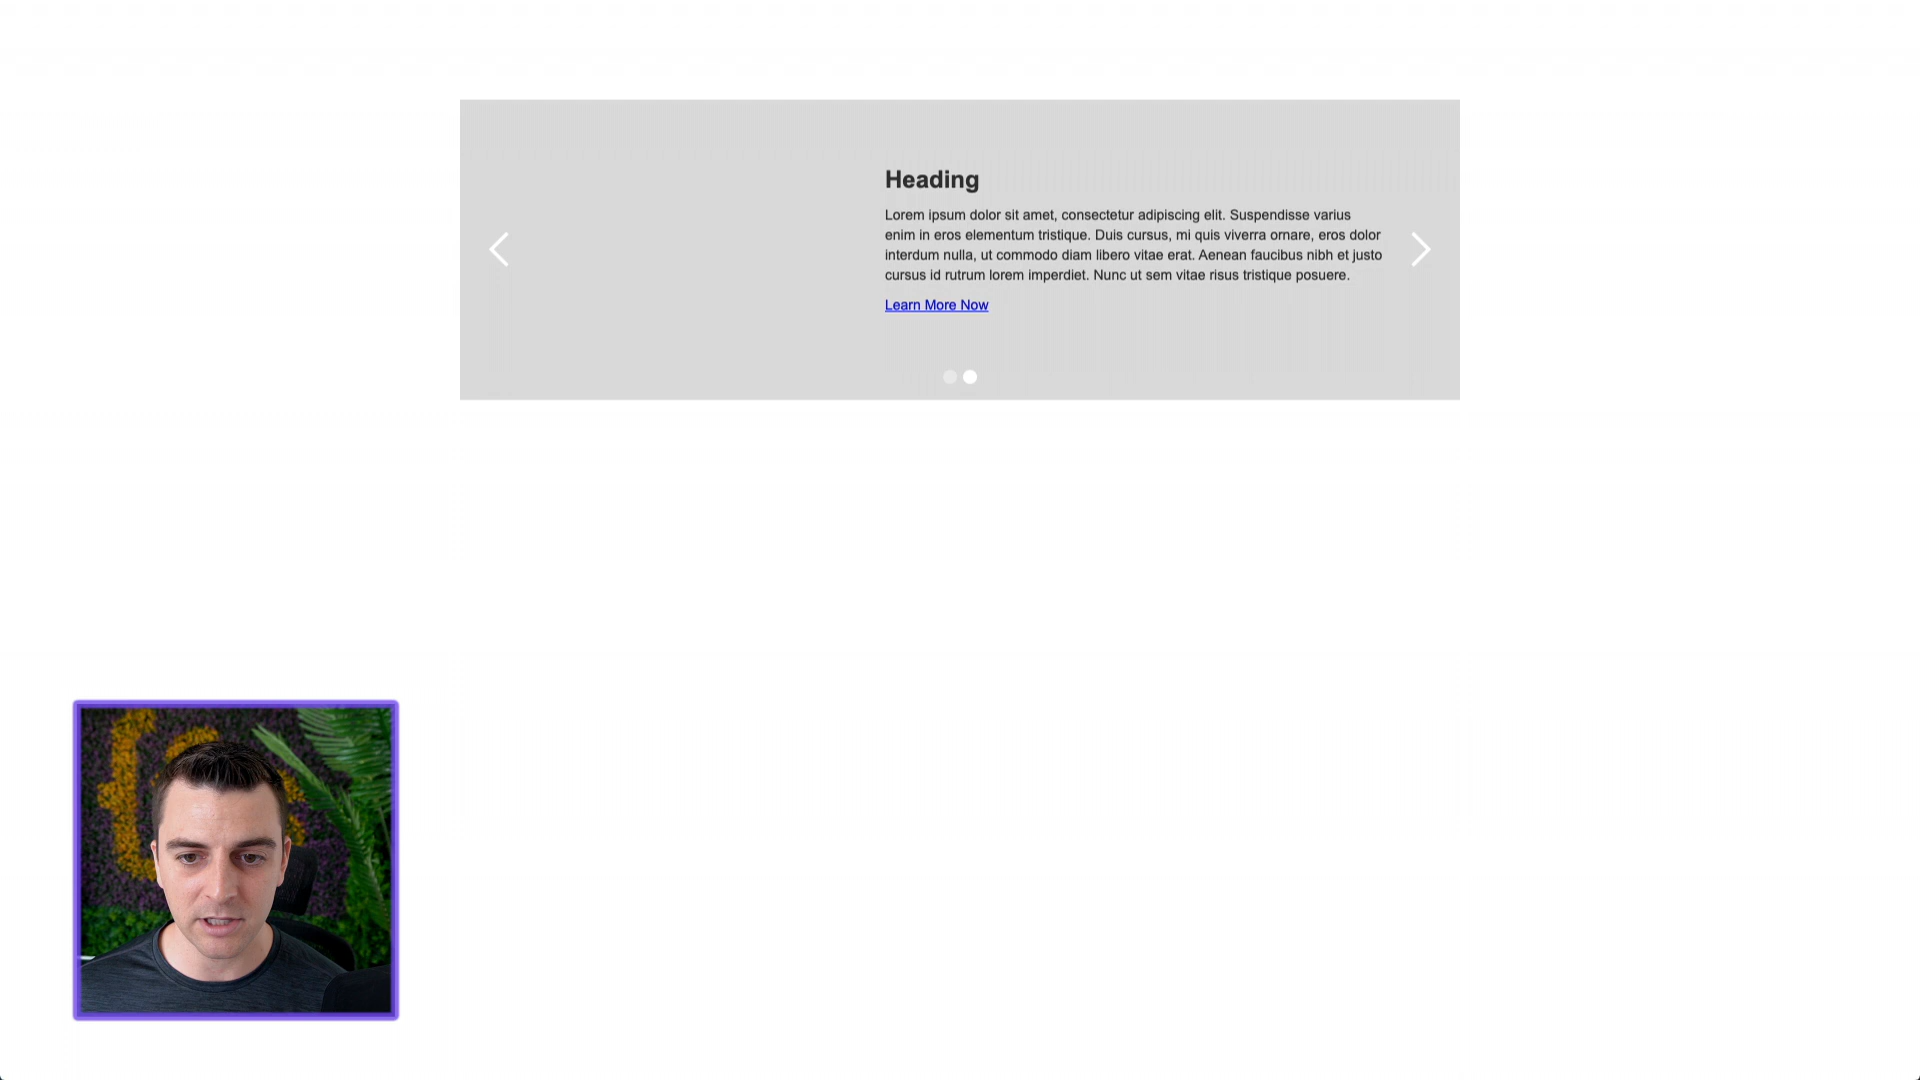 Heading
Lorem ipsum dolor sit amet, consectetur adipiscing elit. Suspendisse varius
enim in eros elementum tristique. Duis cursus, mi quis viverra ornare, eros dolor
interdum nulla, ut commodo diam libero vitae erat. Aenean faucibus nibh et justo
cursus id rutrum lorem imperdiet. Nunc ut sem vitae risus tristique posuere.
Learn More Now